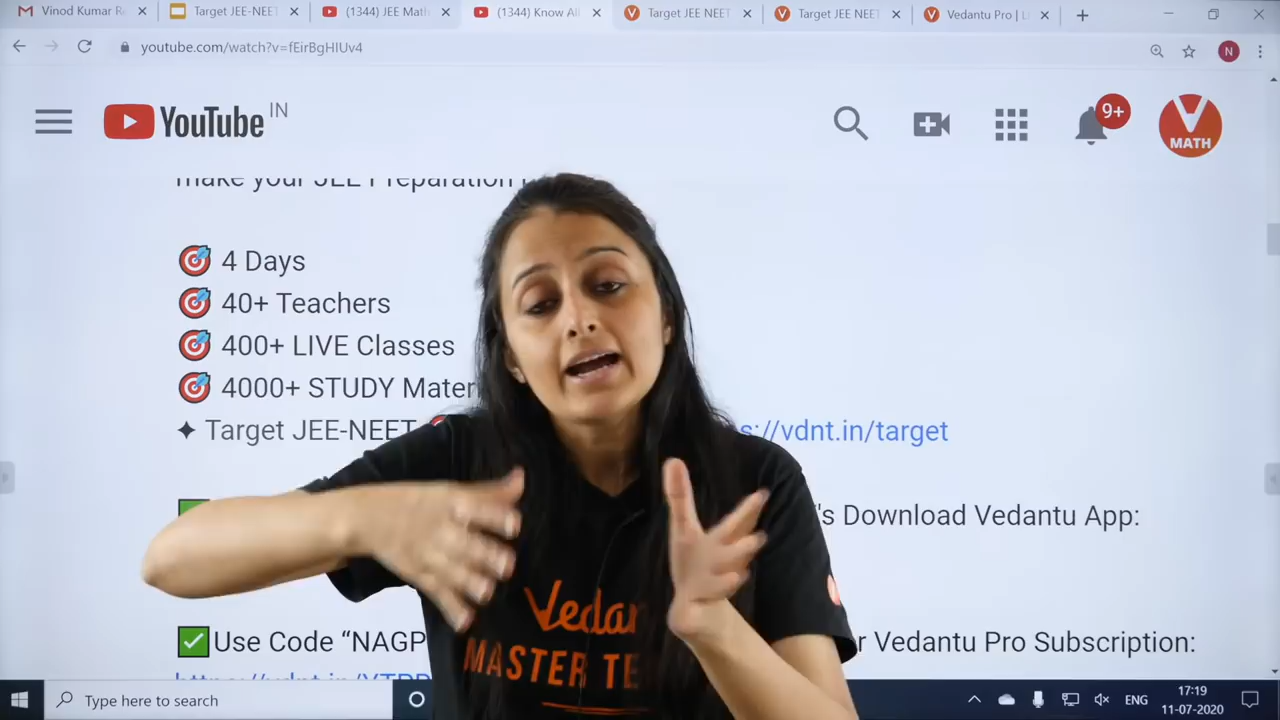 Vinod Kumar R
Target JEE-NEET
(1344) JEE Math
(1344) Know All
Target JEE NEET
Target JEE NEET
Vedantu Pro | L
youtube.com/watch?v=fEirBgHIUv4
N
YouTube IN
9+
V
MATH
make your JEE Preparation
4 Days
40+ Teachers
400+ LIVE Classes
4000+ STUDY Mater
Target JEE-NEET s://vdnt.in/target
's Download Vedantu App:
Use Code “NAGP r Vedantu Pro Subscription:
Vedan
MASTER TE
Type here to search
ENG
17:19
11-07-2020